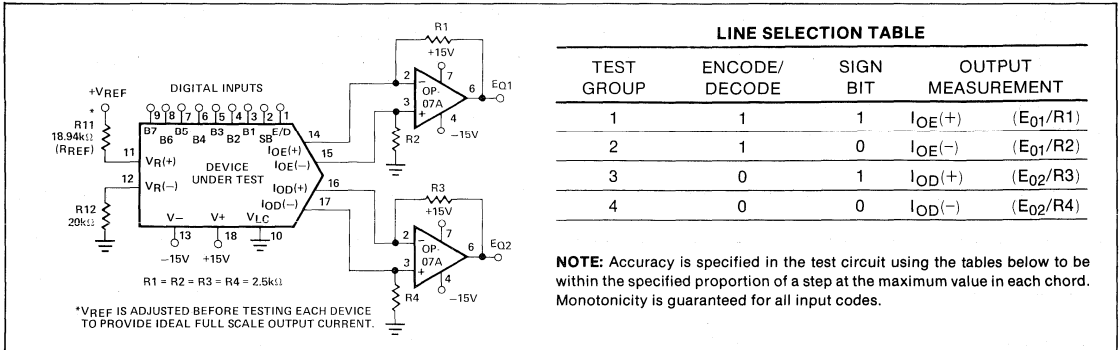 R1
+15V
2
7
OP-
07A
6
EO1
3
4
-15V
R2
+VREF
*
R11
18.94kΩ
(RREF)
DIGITAL INPUTS
9 8 7 6 5 4 3 2 1
B7 B5 B3 B1 E/D
B6 B4 B2 SB
14
IOE(+)
15
IOE(−)
11
VR(+)
DEVICE
UNDER TEST
16
IOD(+)
17
IOD(−)
12
VR(−)
R12
20kΩ
V− V+ VLC
13 18 10
-15V +15V
R3
+15V
2
7
OP-
07A
6
EO2
3
4
-15V
R4
R1 = R2 = R3 = R4 = 2.5kΩ
*VREF IS ADJUSTED BEFORE TESTING EACH DEVICE
TO PROVIDE IDEAL FULL SCALE OUTPUT CURRENT.
LINE SELECTION TABLE
TEST GROUP ENCODE/DECODE SIGN BIT OUTPUT MEASUREMENT
1 1 1 IOE(+) (E01/R1)
2 1 0 IOE(−) (E01/R2)
3 0 1 IOD(+) (E02/R3)
4 0 0 IOD(−) (E02/R4)
NOTE: Accuracy is specified in the test circuit using the tables below to be
within the specified proportion of a step at the maximum value in each chord.
Monotonicity is guaranteed for all input codes.